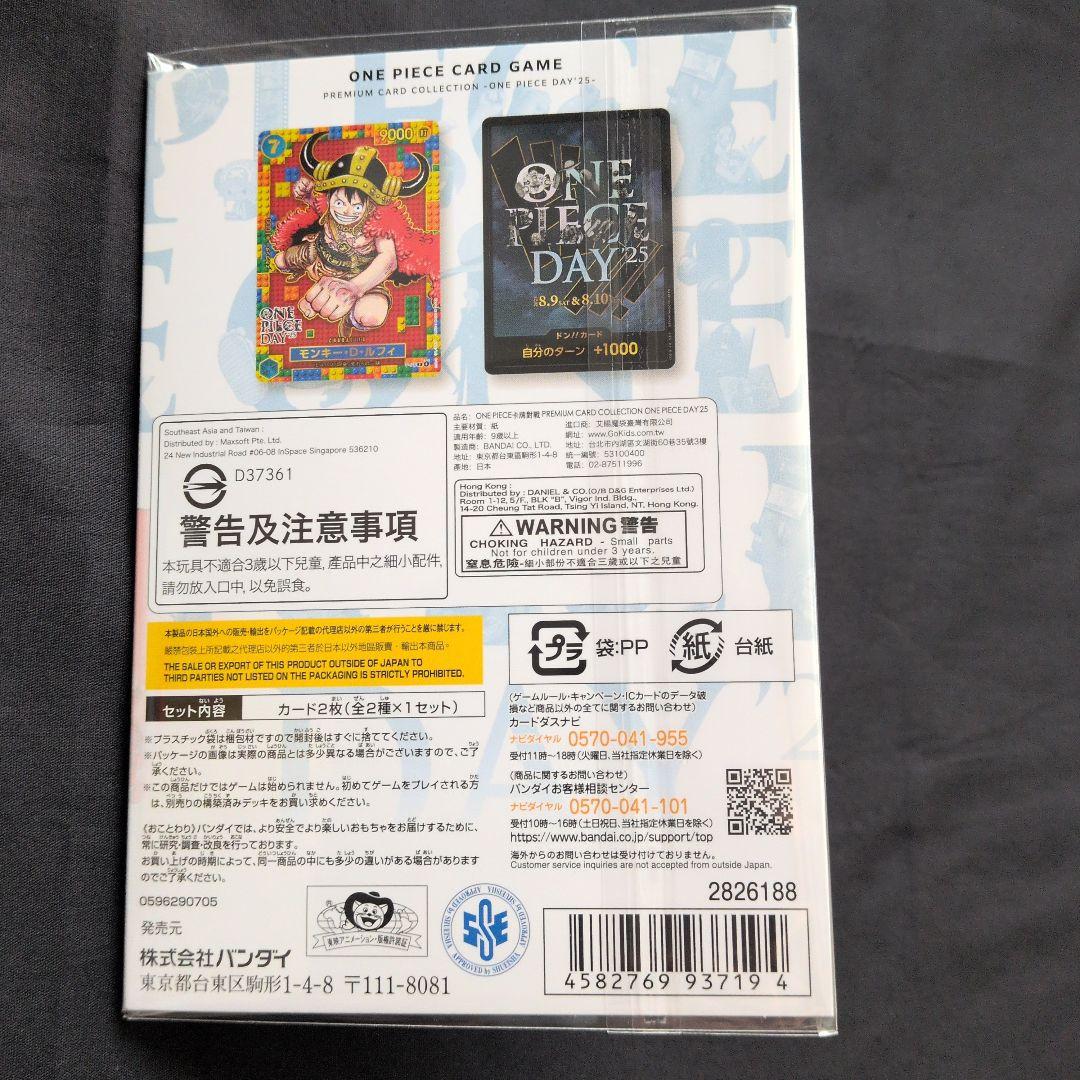 ONE PIECE CARD GAME
PREMIUM CARD COLLECTION -ONE PIECE DAY'25-
7
9000
ONE
PIECE
DAY'25
CHARACTER
モンキー・D・ルフィ
ONE
PIECE
DAY'25
8.9 SAT & 8.10
ドン!!カード
自分のターン +1000
Southeast Asia and Taiwan :
Distributed by : Maxsoft Pte. Ltd.
24 New Industrial Road #06-08 InSpace Singapore 536210
D37361
警告及注意事項
本玩具不適合3歲以下兒童, 產品中之細小配件,
請勿放入口中, 以免誤食。
品名: ONE PIECE卡牌對戰 PREMIUM CARD COLLECTION ONE PIECE DAY'25
主要材質: 紙
適用年齡: 9歲以上
製造商: BANDAI CO., LTD.
地址: 東京都台東區駒形1-4-8
產地: 日本
進口商: 艾賜魔袋臺灣有限公司
網址: www.GoKids.com.tw
地址: 台北市內湖區文湖街60巷35號3樓
統一編號: 53100400
電話: 02-87511996
Hong Kong :
Distributed by : DANIEL & CO.(O/B D&G Enterprises Ltd.)
Room 1-12, 5/F., BLK "B", Vigor Ind. Bldg.,
14-20 Cheung Tat Road, Tsing Yi Island, NT, Hong Kong.
WARNING 警告
CHOKING HAZARD - Small parts
Not for children under 3 years.
窒息危險-細小部份不適合三歲或以下之兒童
本製品の日本国外への販売・輸出をパッケージ記載の代理店以外の第三者が行うことを厳に禁じます。
嚴禁包裝上所記載之代理店以外的第三者於日本以外地區販賣・輸出本商品。
THE SALE OR EXPORT OF THIS PRODUCT OUTSIDE OF JAPAN TO
THIRD PARTIES NOT LISTED ON THE PACKAGING IS STRICTLY PROHIBITED.
プラ 袋:PP 紙 台紙
セット内容 カード2枚(全2種×1セット)
※プラスチック袋は梱包材ですので開封後はすぐに捨ててください。
※パッケージの画像は実際の商品とは多少異なる場合がございますので、ご了
承ください。
※この商品だけではゲームは始められません。初めてゲームをプレイされる方
は、別売りの構築済みデッキをお買い求めください。
《おことわり》バンダイでは、より安全でより楽しいおもちゃをお届するために、
常に研究・調査・改良を行っております。
お買い上げの時期によって、同一商品の中にも多少の違いがある場合があります
のでご了承ください。
0596290705
発売元
株式会社バンダイ
東京都台東区駒形1-4-8 〒111-8081
東映アニメーション・版権許諾証
APPROVED by SHUEISHA
(ゲームルール・キャンペーン・ICカードのデータ破
損など商品以外の全てに関するお問い合わせ)
カードダスナビ
ナビダイヤル 0570-041-955
受付11時~18時(火曜日、当社指定休業日を除く)
(商品に関するお問い合わせ)
バンダイお客様相談センター
ナビダイヤル 0570-041-101
受付10時~16時(土日祝日、当社指定休業日を除く)
https://www.bandai.co.jp/support/top
海外からのお問い合わせは受け付けておりません。
Customer service inquiries are not accepted from outside Japan.
2826188
4 582769 937194